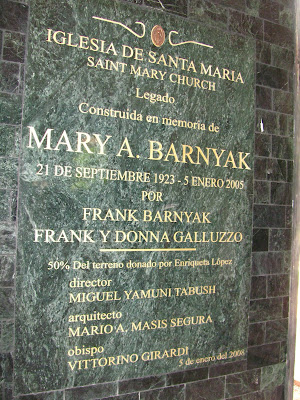 IGLESIA DE SANTA MARIA
SAINT MARY CHURCH
Legado
Construida en memoria de
MARY A. BARNYAK
21 DE SEPTIEMBRE 1923 - 5 ENERO 2005
POR
FRANK BARNYAK
FRANK Y DONNA GALLUZZO
50% Del terreno donado por Enriqueta López
director
MIGUEL YAMUNI TABUSH
arquitecto
MARIO A. MASIS SEGURA
obispo
VITTORINO GIRARDI
5 de enero del 2008